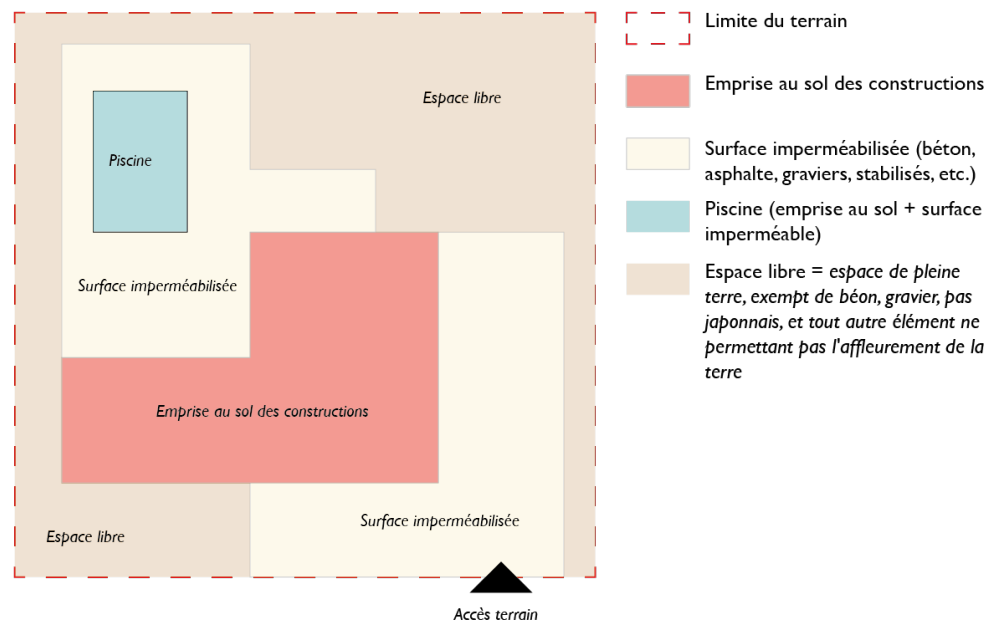 Limite du terrain
Emprise au sol des constructions
Surface imperméabilisée (béton,
asphalte, graviers, stabilisés, etc.)
Piscine (emprise au sol + surface
imperméable)
Espace libre = espace de pleine
terre, exempt de béon, gravier, pas
japonnais, et tout autre élément ne
permettant pas l'affleurement de la
terre
Espace libre
Piscine
Surface imperméabilisée
Emprise au sol des constructions
Surface imperméabilisée
Espace libre
Accès terrain